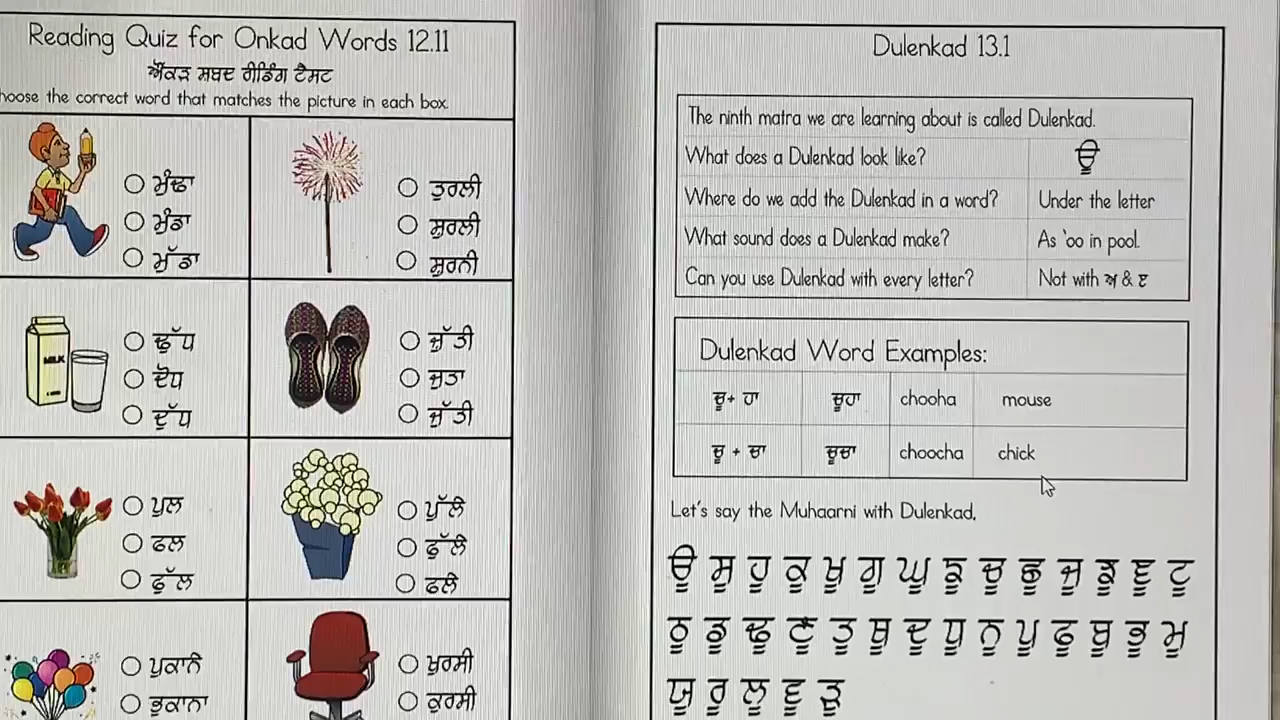 Reading Quiz for Onkad Words 12.11
ਔਂਕੜ ਸ਼ਬਦ ਰੀਡਿੰਗ ਟੈਸਟ
hoose the correct word that matches the picture in each box.
ਮੁੰਢਾ
ਮੁੰਡਾ
ਮੁੱਡਾ
ਤੁਰਲੀ
ਸੁਰਲੀ
ਸੁਰਨੀ
MILK
ਢੁੱਧ
ਦੋਧ
ਦੁੱਧ
ਜੁੱਤੀ
ਜੁਤਾ
ਜੁੱਤੀ
ਪੁਲ
ਫਲ
ਫੁੱਲ
ਪੁੱਲੇ
ਫੁੱਲੇ
ਫਲੇ
ਪੁਕਾਨੇ
ਭੁਕਾਨਾ
ਖੁਰਸੀ
ਕੁਰਸੀ
Dulenkad 13.1
The ninth matra we are learning about is called Dulenkad.
What does a Dulenkad look like? ਊ
Where do we add the Dulenkad in a word? Under the letter
What sound does a Dulenkad make? As 'oo in pool.
Can you use Dulenkad with every letter? Not with ਅ & ੲ
Dulenkad Word Examples:
ਚੂ+ ਹਾ ਚੂਹਾ chooha mouse
ਚੂ + ਚਾ ਚੂਚਾ choocha chick
Let's say the Muhaarni with Dulenkad.
ਊ ਸੂ ਹੂ ਕੂ ਖੂ ਗੂ ਘੂ ਙੂ ਚੂ ਛੂ ਜੂ ਝੂ ਞੂ ਟੂ
ਠੂ ਡੂ ਢੂ ਣੂ ਤੂ ਥੂ ਦੂ ਧੂ ਨੂ ਪੂ ਫੂ ਬੂ ਭੂ ਮੂ
ਯੂ ਰੂ ਲੂ ਵੂ ੜੂ